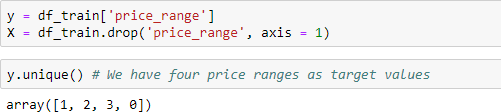 y = df_train['price_range']
X = df_train.drop('price_range', axis = 1)
y.unique() # We have four price ranges as target values
array([1, 2, 3, 0])